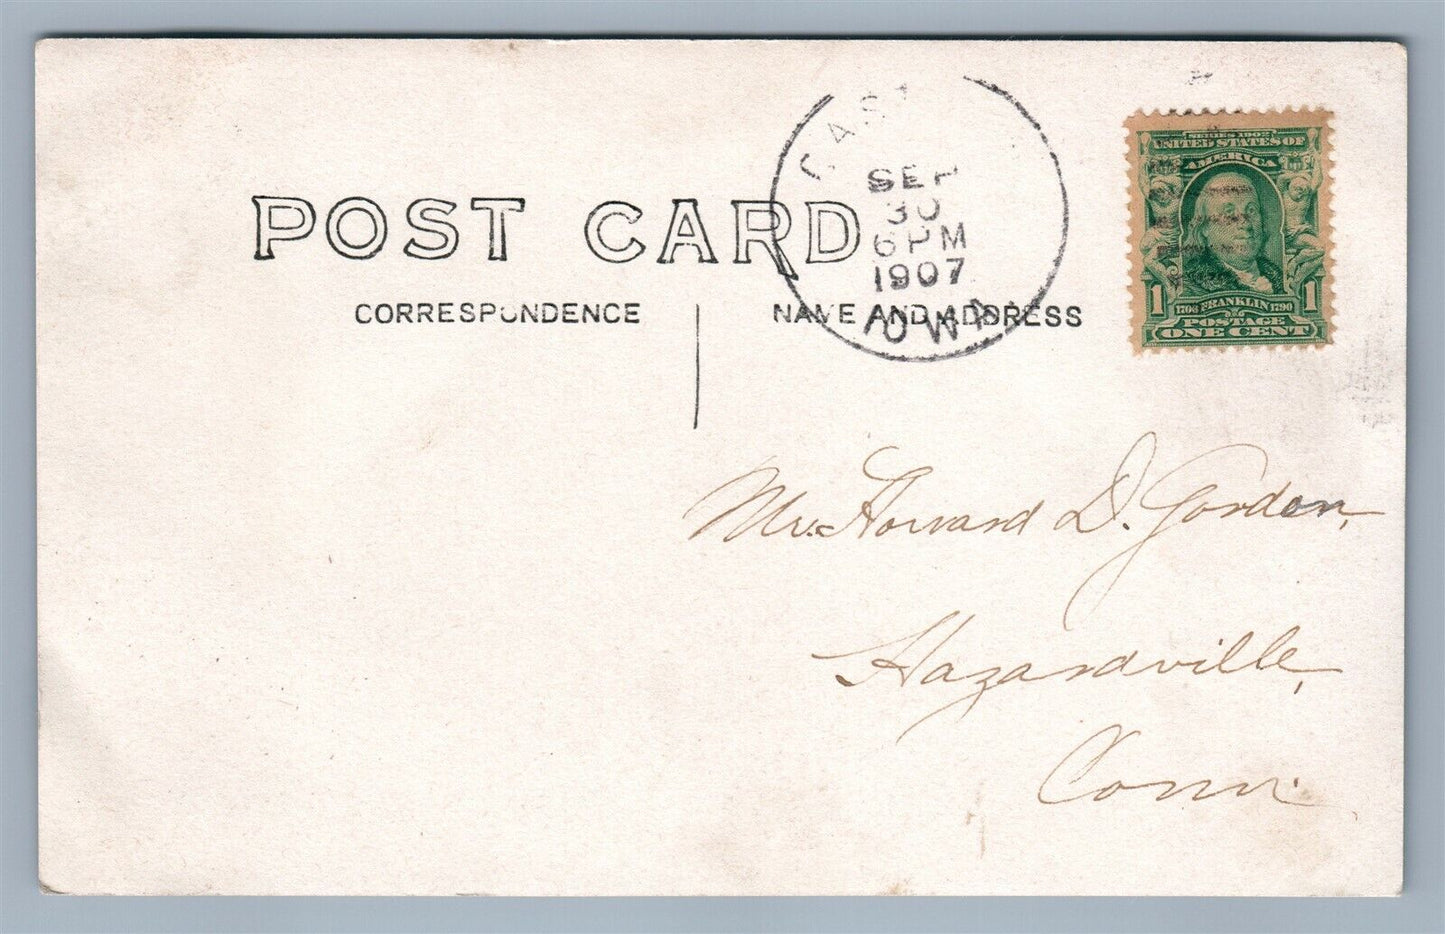 POST CARD
CORRESPONDENCE
NAME AND ADDRESS
SEP
30
6 PM
1907
IOWA
SERIES 1902
UNITED STATES OF
AMERICA
1 1706 FRANKLIN 1790 1
POSTAGE
ONE CENT
Mr. Howard D. Gordon,
Hazardville,
Conn.